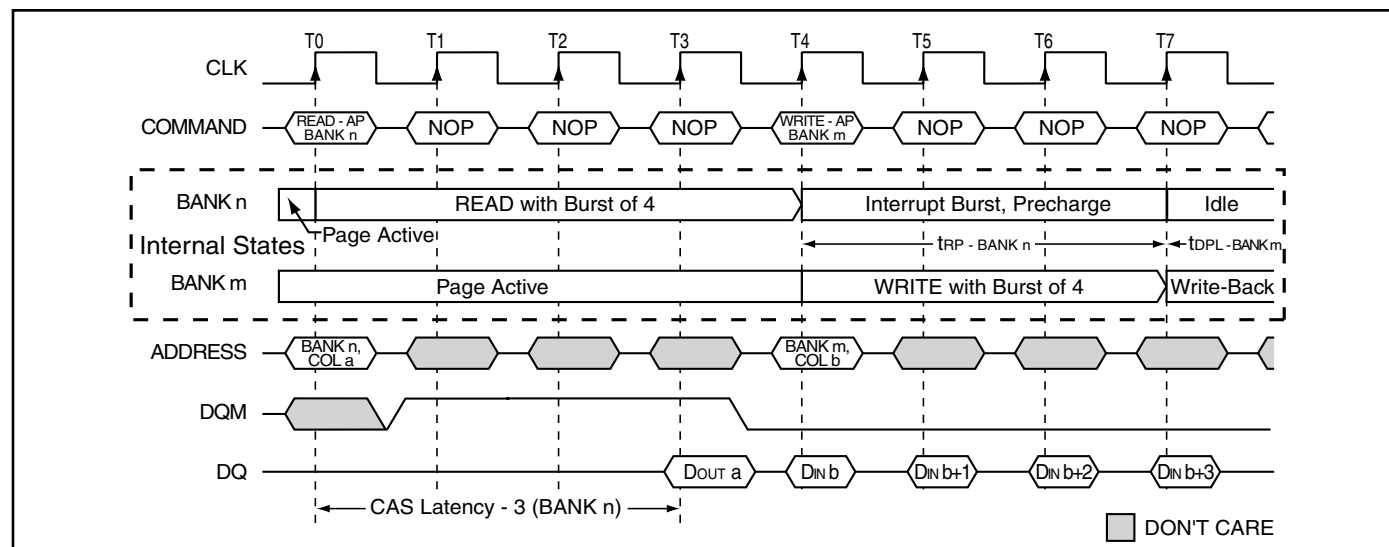 T0 T1 T2 T3 T4 T5 T6 T7
CLK
COMMAND READ - AP BANK n NOP NOP NOP WRITE - AP BANK m NOP NOP NOP
BANK n READ with Burst of 4 Interrupt Burst, Precharge Idle
Internal States Page Active tRP - BANK n tDPL - BANK m
BANK m Page Active WRITE with Burst of 4 Write-Back
ADDRESS BANK n, COL a BANK m, COL b
DQM
DQ DOUT a DIN b DIN b+1 DIN b+2 DIN b+3
CAS Latency - 3 (BANK n)
DON'T CARE